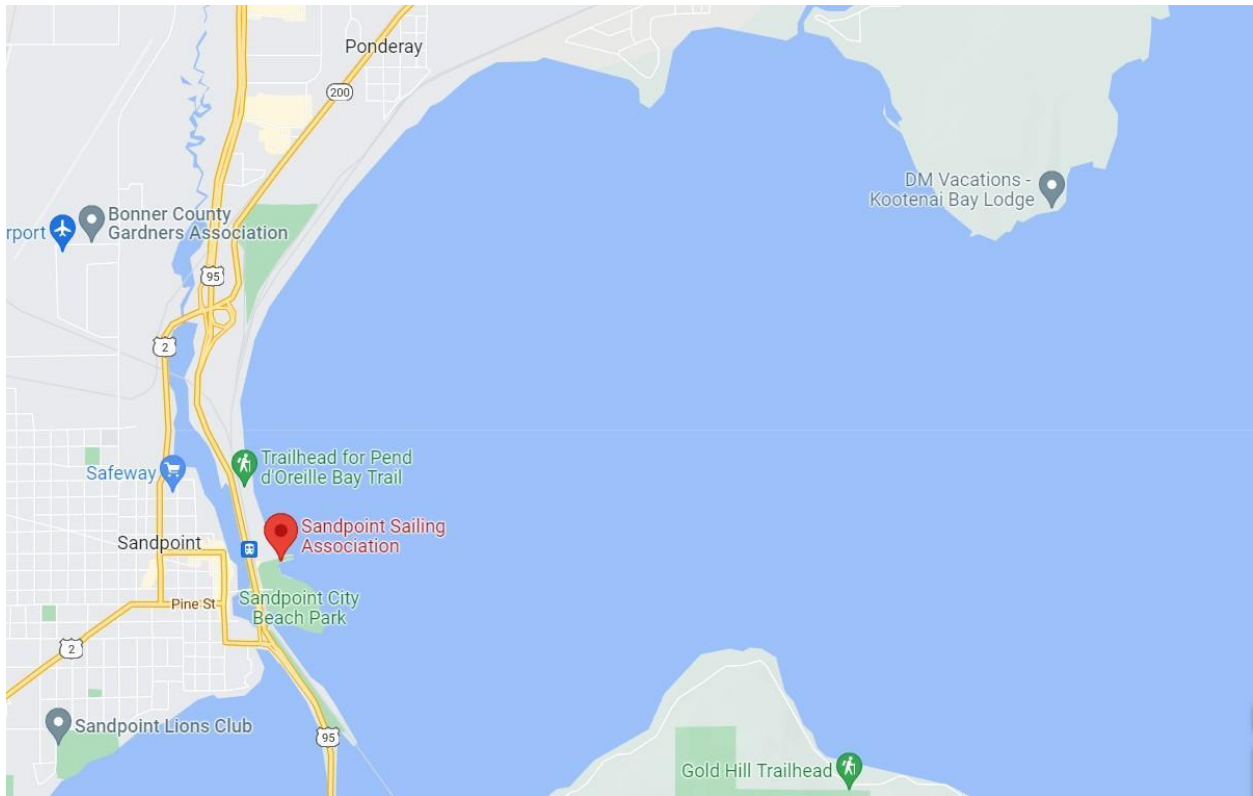 Ponderay
200
DM Vacations -
Kootenai Bay Lodge
Bonner County
Gardners Association
rport
95
2
Trailhead for Pend
d'Oreille Bay Trail
Safeway
Sandpoint Sailing
Association
Sandpoint
Sandpoint City
Beach Park
Pine St
2
Sandpoint Lions Club
95
Gold Hill Trailhead